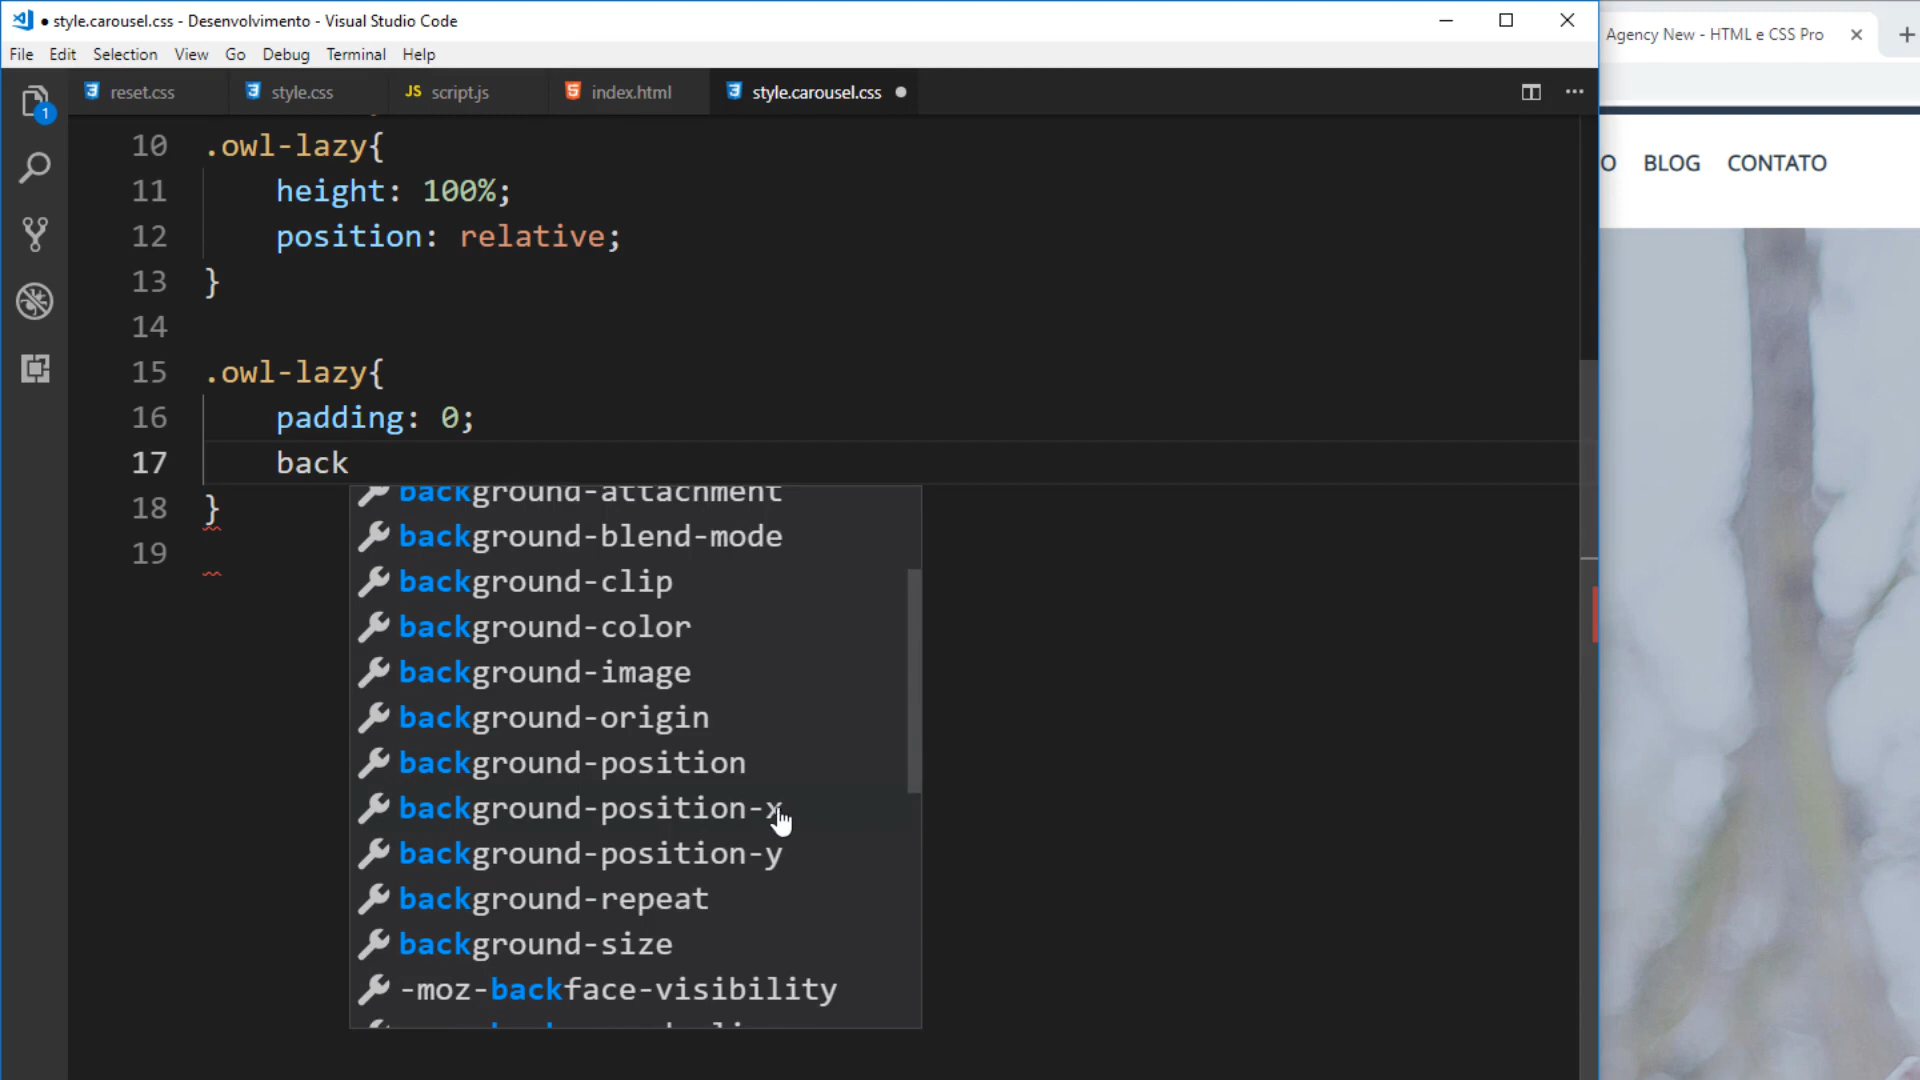 style.carousel.css - Desenvolvimento - Visual Studio Code
File Edit Selection View Go Debug Terminal Help
reset.css style.css JS script.js index.html style.carousel.css
1
10 .owl-lazy{
11 height: 100%;
12 position: relative;
13 }
14
15 .owl-lazy{
16 padding: 0;
17 back
18 }
19
background-attachment
background-blend-mode
background-clip
background-color
background-image
background-origin
background-position
background-position-x
background-position-y
background-repeat
background-size
-moz-backface-visibility
Agency New - HTML e CSS Pro
O BLOG CONTATO